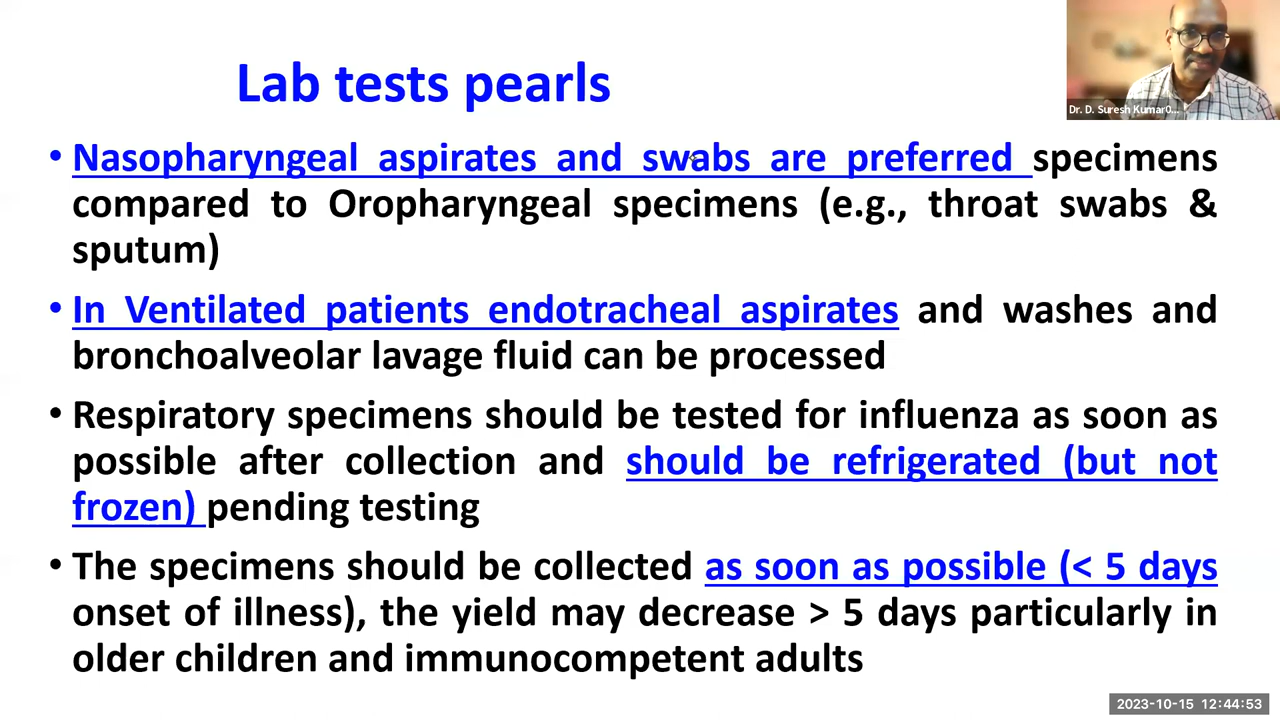 Lab tests pearls
Dr. D. Suresh Kumar0...
• Nasopharyngeal aspirates and swabs are preferred specimens
compared to Oropharyngeal specimens (e.g., throat swabs &
sputum)
• In Ventilated patients endotracheal aspirates and washes and
bronchoalveolar lavage fluid can be processed
• Respiratory specimens should be tested for influenza as soon as
possible after collection and should be refrigerated (but not
frozen) pending testing
• The specimens should be collected as soon as possible (< 5 days
onset of illness), the yield may decrease > 5 days particularly in
older children and immunocompetent adults
2023-10-15 12:44:53